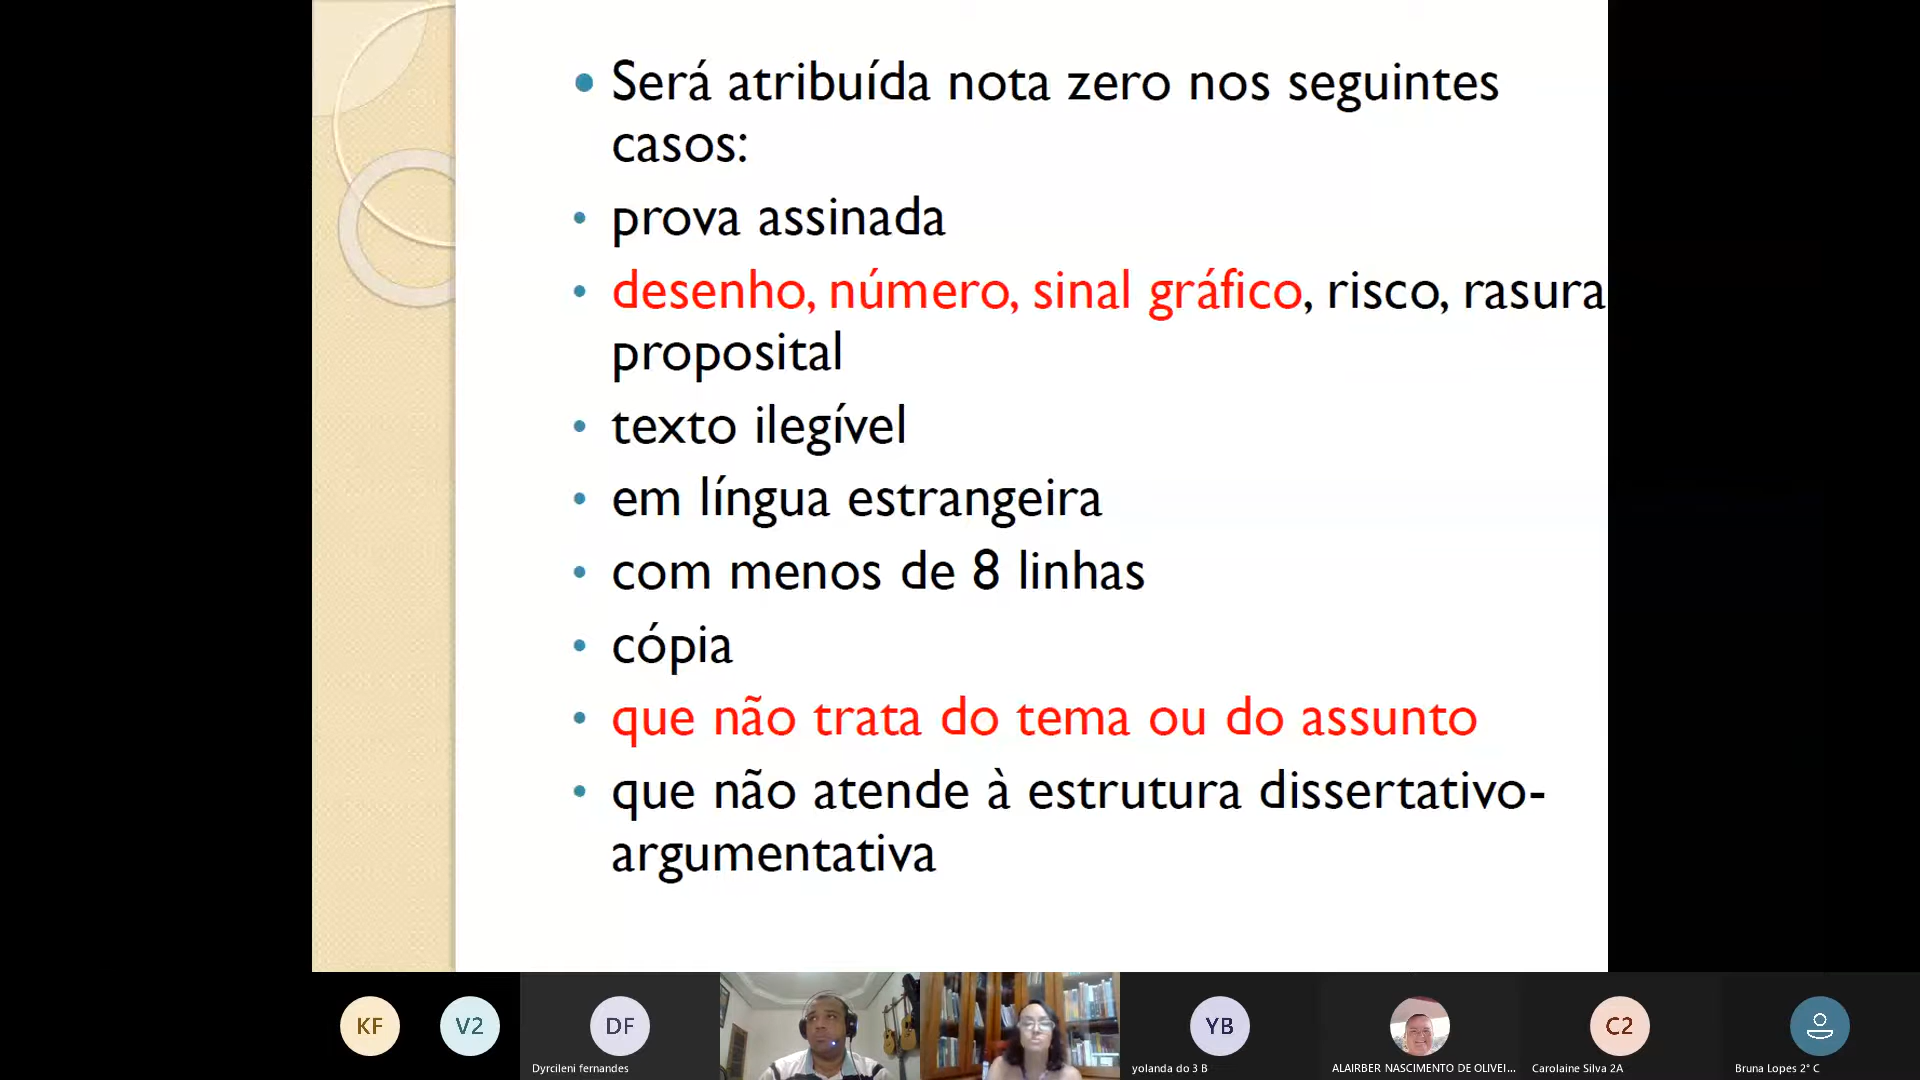 Será atribuída nota zero nos seguintes
casos:
prova assinada
desenho, número, sinal gráfico, risco, rasura
proposital
texto ilegível
em língua estrangeira
com menos de 8 linhas
cópia
que não trata do tema ou do assunto
que não atende à estrutura dissertativo-
argumentativa
KF
V2
DF
YB
C2
Dyrcileni fernandes
yolanda do 3 B
ALAIRBER NASCIMENTO DE OLIVEI...
Carolaine Silva 2A
Bruna Lopes 2° C